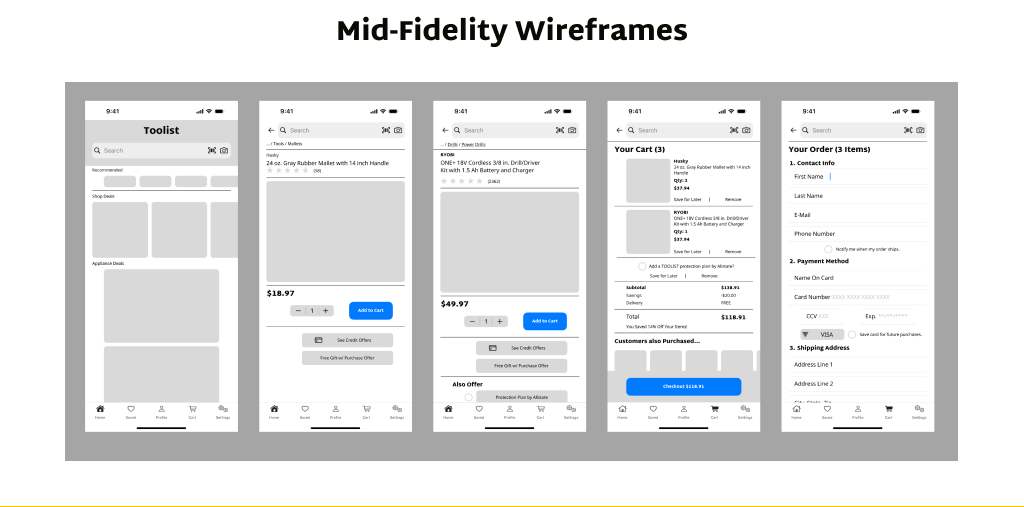 Mid-Fidelity Wireframes
9:41
Toolist
Search
Recommended
Shop Deals
Appliance Deals
Home Saved Profile Cart Settings
9:41
Search
... / Tools / Mallets
Husky
24 oz. Gray Rubber Mallet with 14 inch Handle
(58)
$18.97
1
Add to Cart
See Credit Offers
Free Gift w/ Purchase Offer
Home Saved Profile Cart Settings
9:41
Search
... / Drills / Power Drills
RYOBI
ONE+ 18V Cordless 3/8 in. Drill/Driver
Kit with 1.5 Ah Battery and Charger
$49.97
1
Add to Cart
See Credit Offers
Free Gift w/ Purchase Offer
Also Offer
Protection Plan by Allstate
Home Saved Profile Cart Settings
9:41
Search
Your Cart (3)
Husky
24 oz. Gray Rubber Mallet with 14 inch
Handle
Qty: 2
$37.94
Save for Later | Remove
RYOBI
ONE+ 18V Cordless 3/8 in. Drill/Driver
Kit with 1.5 Ah Battery and Charger
Qty: 1
$37.94
Save for Later | Remove
Add a TOOLIST protection plan by Allstate?
Save for Later | Remove
Subtotal $138.91
Savings -$20.00
Delivery FREE
Total $118.91
You Saved 14% Off Your Items!
Customers also Purchased...
Checkout $118.91
Home Saved Profile Cart Settings
9:41
Search
Your Order (3 Items)
1. Contact Info
First Name
Last Name
E-Mail
Phone Number
Notify me when my order ships.
2. Payment Method
Name On Card
Card Number XXXX XXXX XXXX XXXX
CCV XXX Exp.
VISA Save card for future purchases.
3. Shipping Address
Address Line 1
Address Line 2
Home Saved Profile Cart Settings